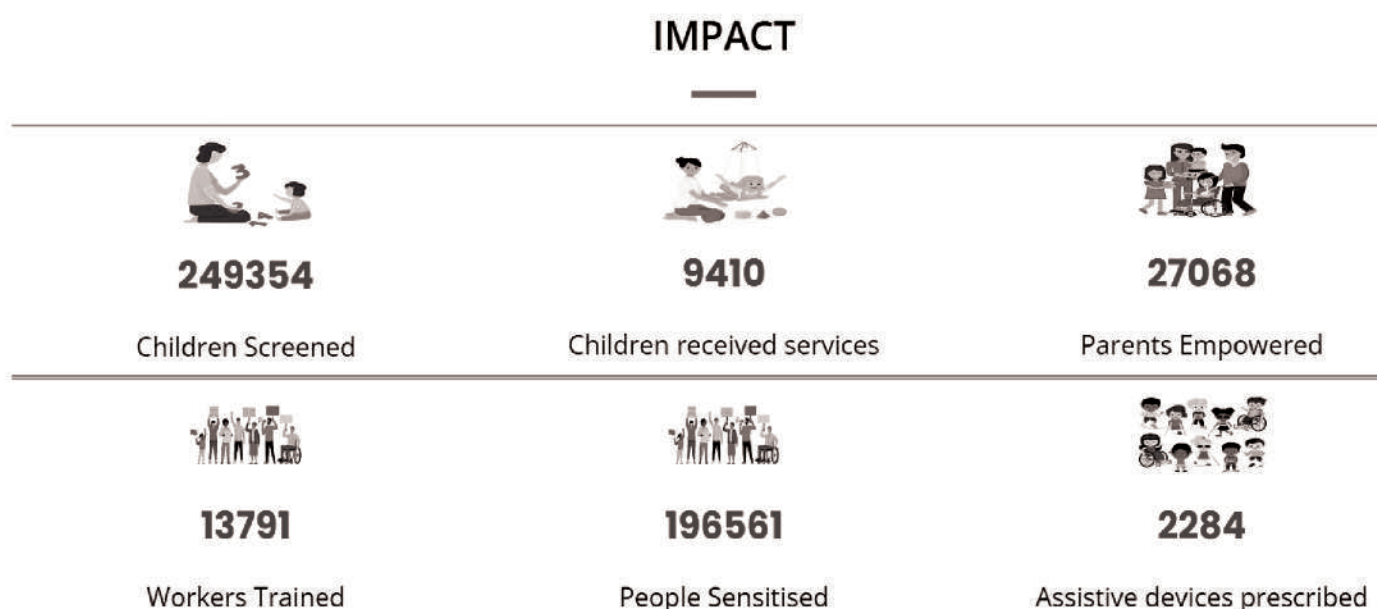 IMPACT
249354 9410 27068
Children Screened Children received services Parents Empowered
13791 196561 2284
Workers Trained People Sensitised Assistive devices prescribed